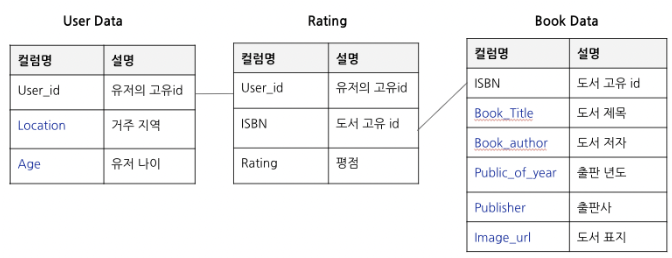 User Data
컬럼명 설명
User_id 유저의 고유id
Location 거주 지역
Age 유저 나이
Rating
컬럼명 설명
User_id 유저의 고유id
ISBN 도서 고유 id
Rating 평점
Book Data
컬럼명 설명
ISBN 도서 고유 id
Book_Title 도서 제목
Book_author 도서 저자
Public_of_year 출판 년도
Publisher 출판사
Image_url 도서 표지